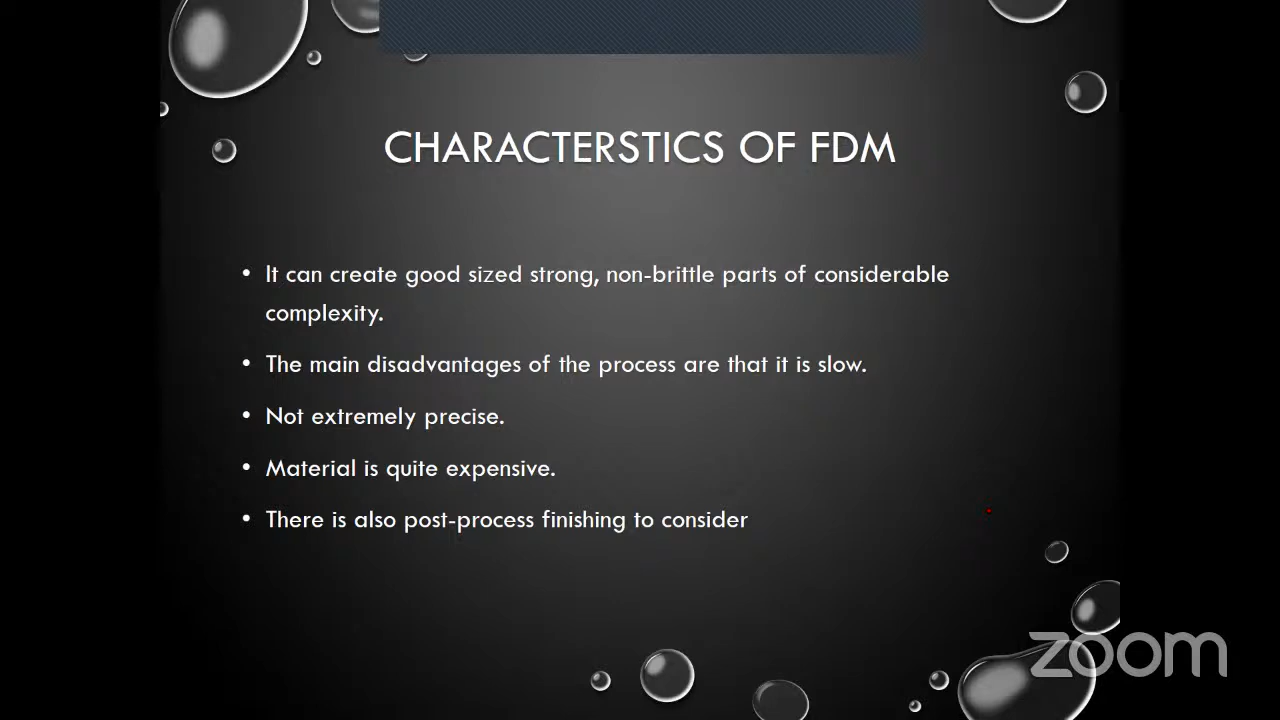 CHARACTERSTICS OF FDM
• It can create good sized strong, non-brittle parts of considerable
complexity.
• The main disadvantages of the process are that it is slow.
• Not extremely precise.
• Material is quite expensive.
• There is also post-process finishing to consider
zoom